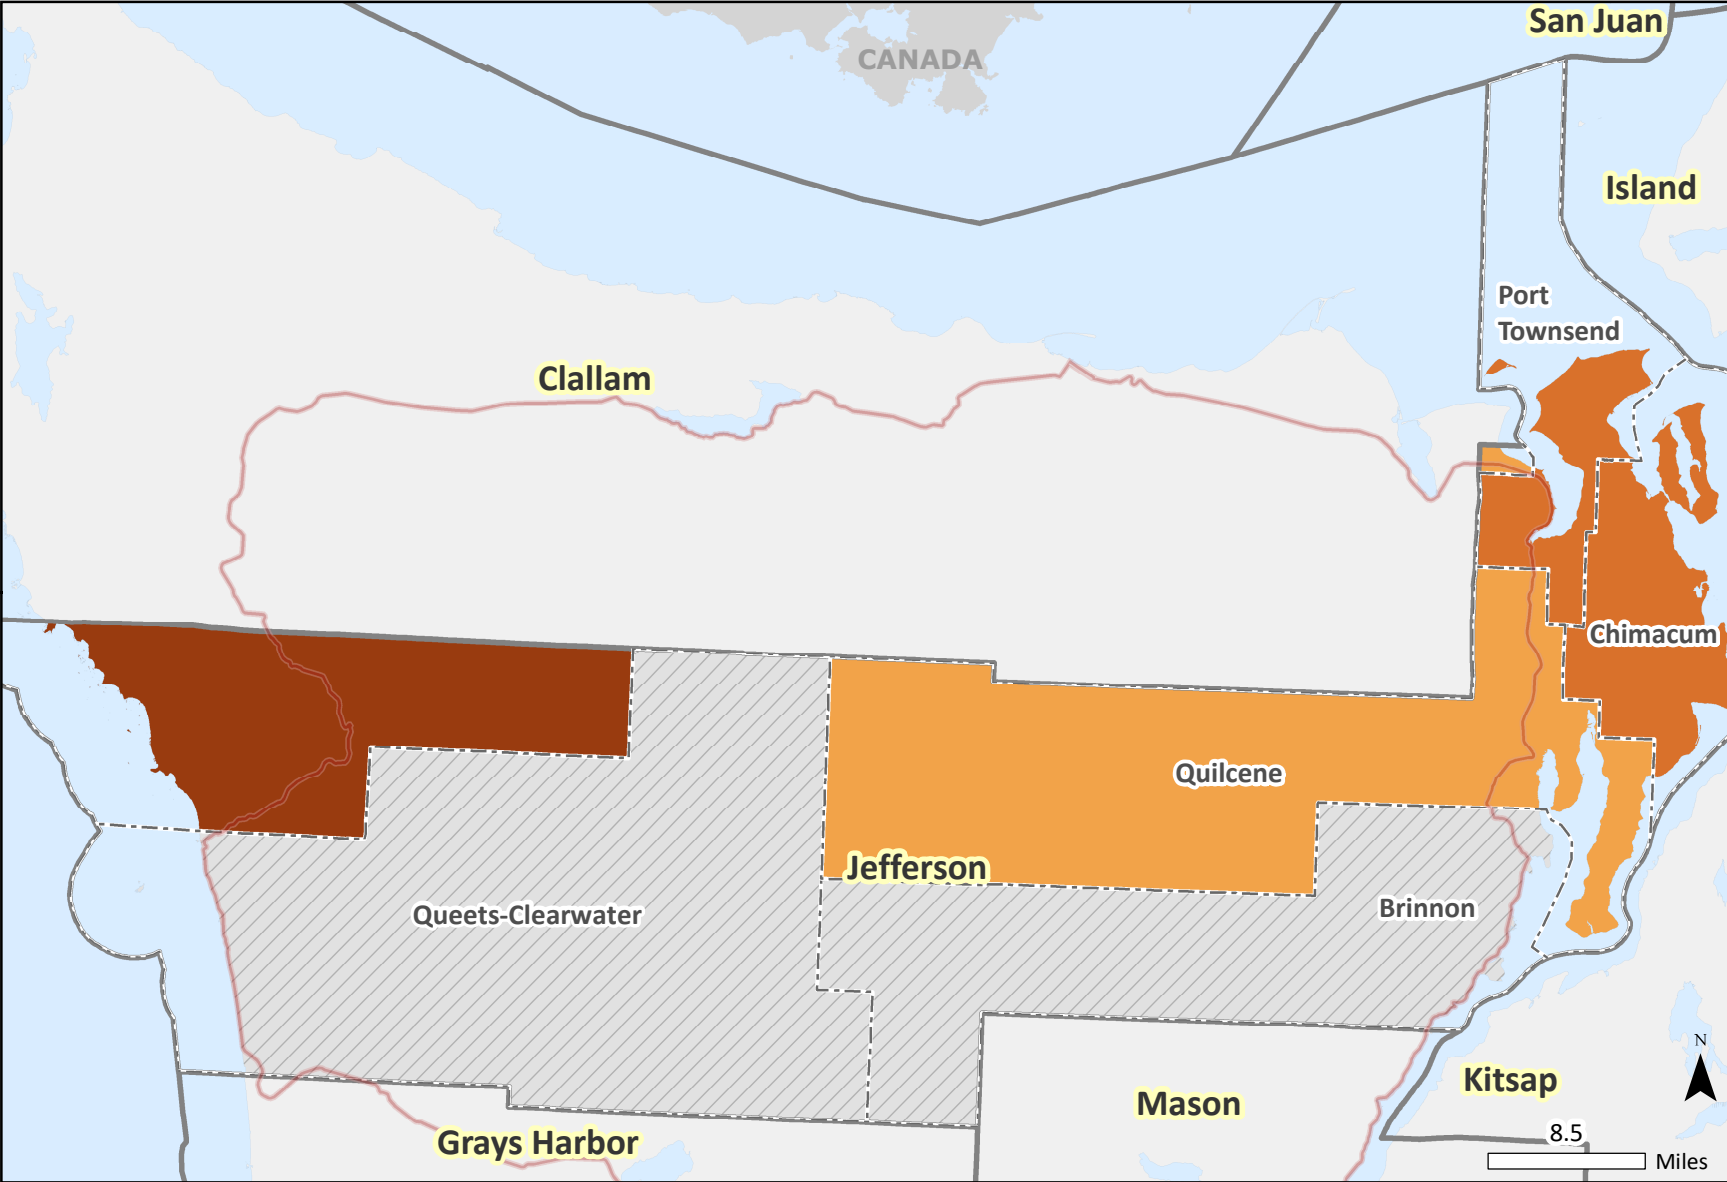 San Juan
CANADA
Island
Port
Townsend
Clallam
Chimacum
Quilcene
Jefferson
Brinnon
Queets-Clearwater
N
Kitsap
Mason
8.5
Grays Harbor
Miles